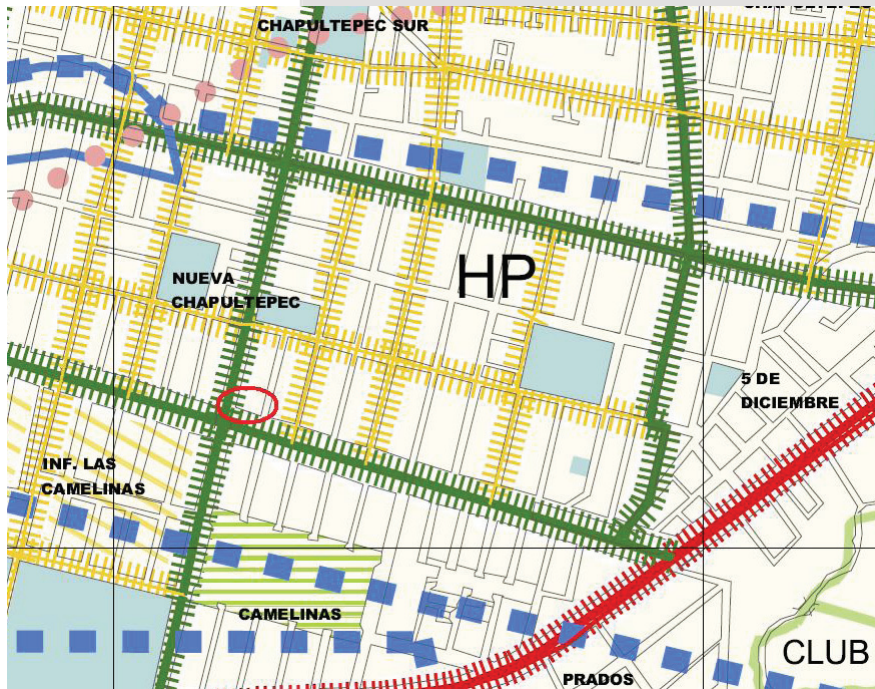 CHAPULTEPEC SUR
HP
NUEVA
CHAPULTEPEC
5 DE
DICIEMBRE
INF. LAS
CAMELINAS
CAMELINAS
CLUB
PRADOS